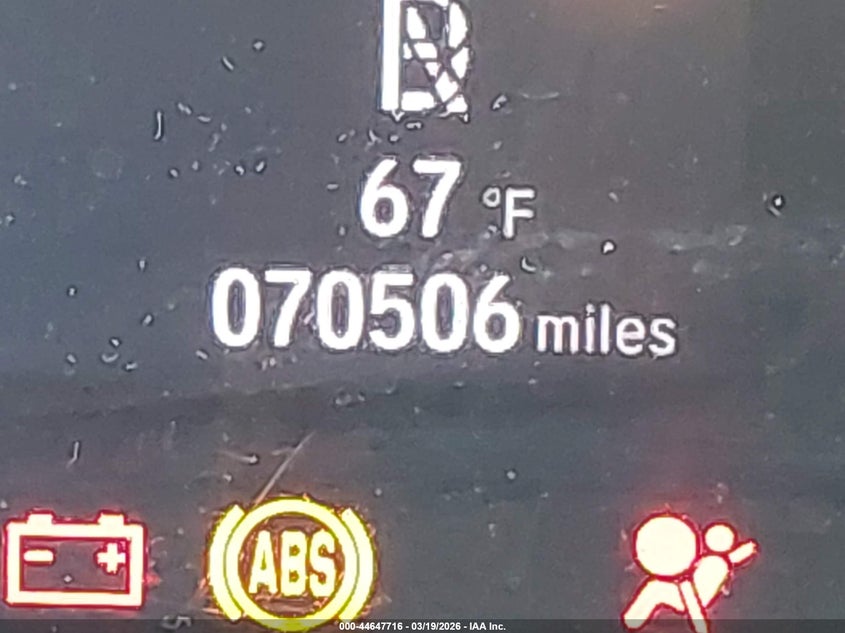 67 °F
070506 miles
ABS
000-44647716 - 03/19/2026 - IAA Inc.